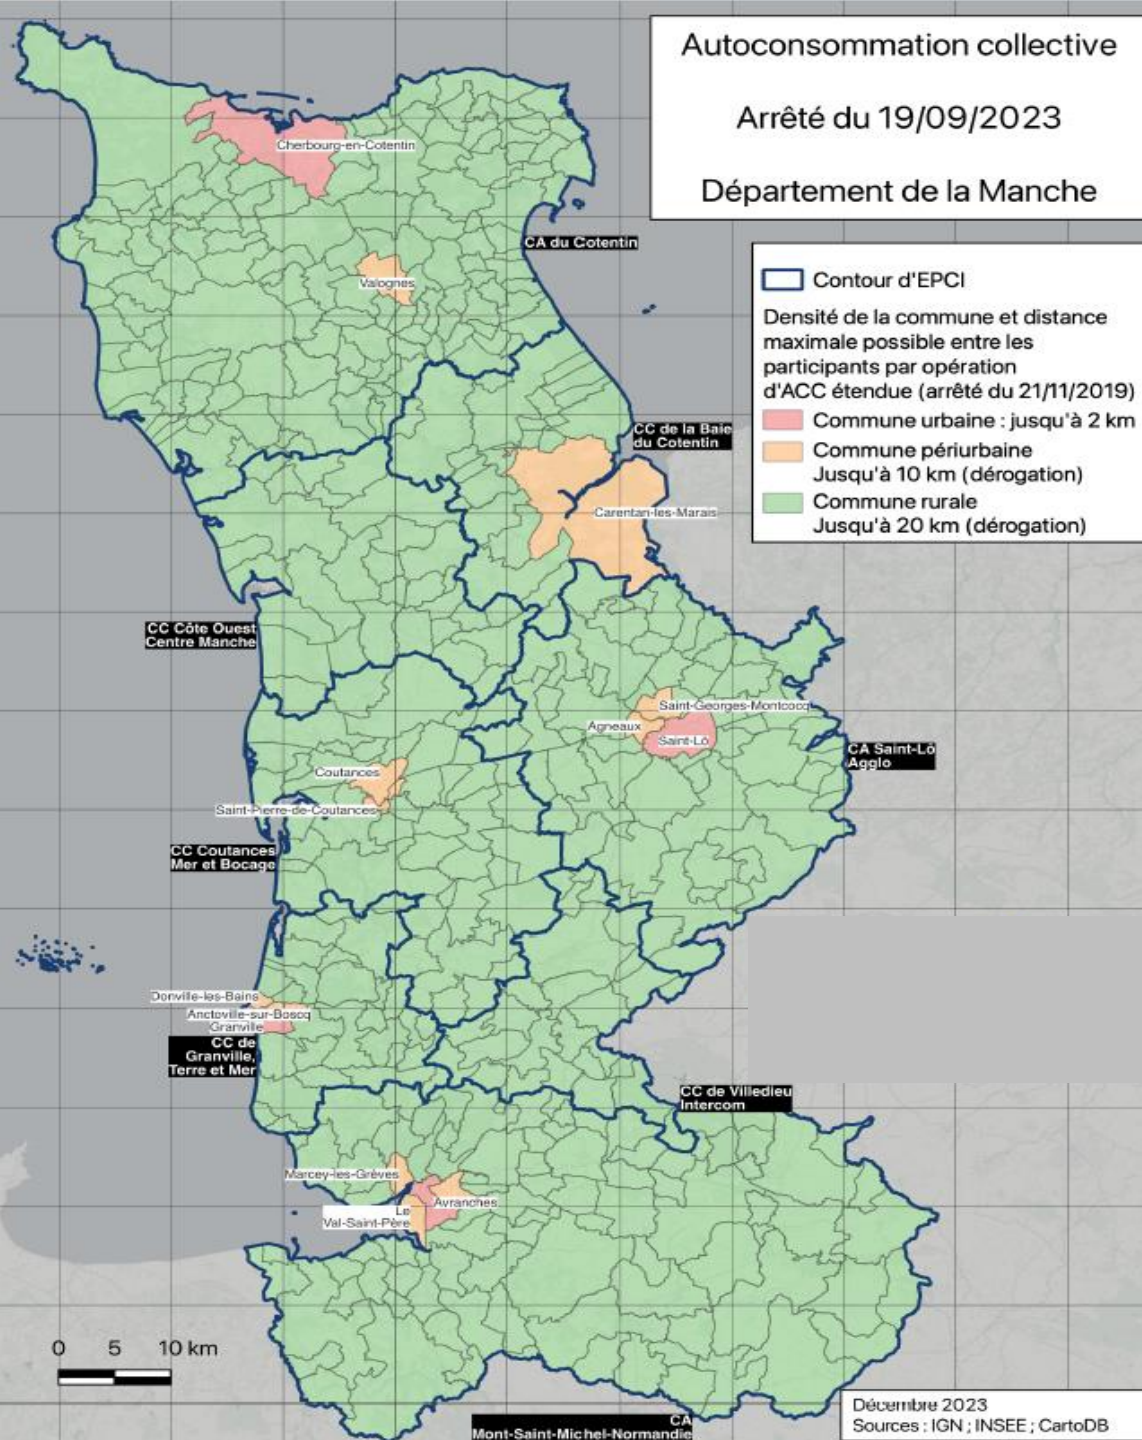 Autoconsommation collective
Arrêté du 19/09/2023
Département de la Manche
Cherbourg-en-Cotentin
CA du Cotentin
Valognes
Contour d'EPCI
Densité de la commune et distance
maximale possible entre les
participants par opération
d'ACC étendue (arrêté du 21/11/2019)
Commune urbaine : jusqu'à 2 km
Commune périurbaine
Jusqu'à 10 km (dérogation)
Commune rurale
Jusqu'à 20 km (dérogation)
CC de la Baie
du Cotentin
Carentan-les-Marais
CC Côte Ouest
Centre Manche
Saint-Georges-Montcocq
Agneaux
Saint-Lô
CA Saint-Lô
Agglo
Coutances
Saint-Pierre-de-Coutances
CC Coutances
Mer et Bocage
Donville-les-Bains
Anctoville-sur-Boscq
Granville
CC de
Granville,
Terre et Mer
CC de Villedieu
Intercom
Marcey-les-Grèves
Avranches
Le
Val-Saint-Père
0 5 10 km
CA
Mont-Saint-Michel-Normandie
Décembre 2023
Sources : IGN ; INSEE ; CartoDB